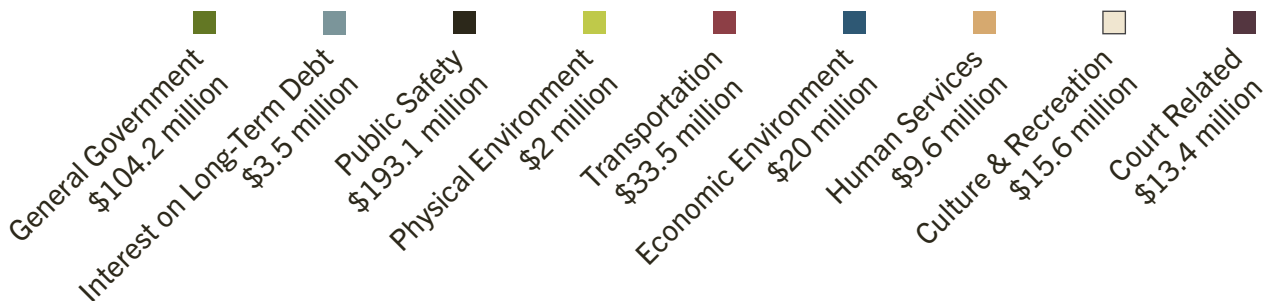 General Government
$104.2 million
Interest on Long-Term Debt
$3.5 million
Public Safety
$193.1 million
Physical Environment
$2 million
Transportation
$33.5 million
Economic Environment
$20 million
Human Services
$9.6 million
Culture & Recreation
$15.6 million
Court Related
$13.4 million